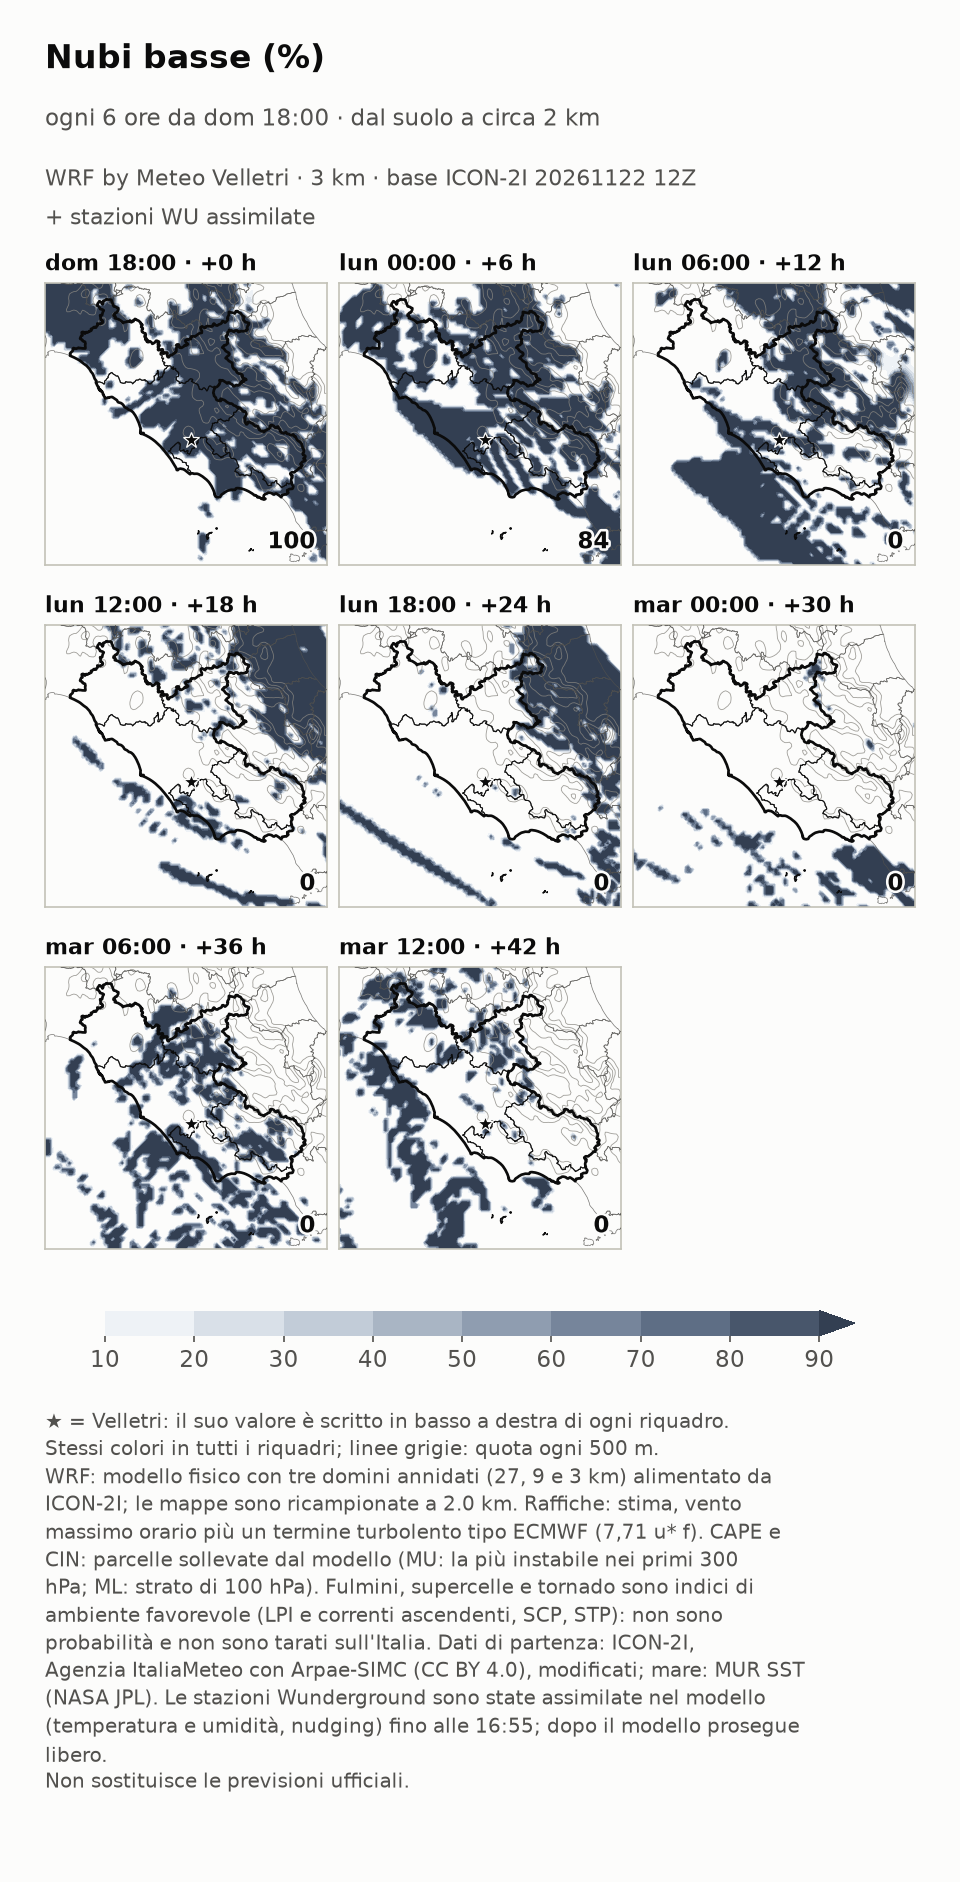 Nubi basse (%)
ogni 6 ore da dom 18:00 · dal suolo a circa 2 km
WRF by Meteo Velletri · 3 km · base ICON-2I 20261122 12Z
+ stazioni WU assimilate
dom 18:00 · +0 h
lun 00:00 · +6 h
lun 06:00 · +12 h
100
84
0
lun 12:00 · +18 h
lun 18:00 · +24 h
mar 00:00 · +30 h
0
0
0
mar 06:00 · +36 h
mar 12:00 · +42 h
0
0
10 20 30 40 50 60 70 80 90
★ = Velletri: il suo valore è scritto in basso a destra di ogni riquadro.
Stessi colori in tutti i riquadri; linee grigie: quota ogni 500 m.
WRF: modello fisico con tre domini annidati (27, 9 e 3 km) alimentato da
ICON-2I; le mappe sono ricampionate a 2.0 km. Raffiche: stima, vento
massimo orario più un termine turbolento tipo ECMWF (7,71 u* f). CAPE e
CIN: parcelle sollevate dal modello (MU: la più instabile nei primi 300
hPa; ML: strato di 100 hPa). Fulmini, supercelle e tornado sono indici di
ambiente favorevole (LPI e correnti ascendenti, SCP, STP): non sono
probabilità e non sono tarati sull'Italia. Dati di partenza: ICON-2I,
Agenzia ItaliaMeteo con Arpae-SIMC (CC BY 4.0), modificati; mare: MUR SST
(NASA JPL). Le stazioni Wunderground sono state assimilate nel modello
(temperatura e umidità, nudging) fino alle 16:55; dopo il modello prosegue
libero.
Non sostituisce le previsioni ufficiali.